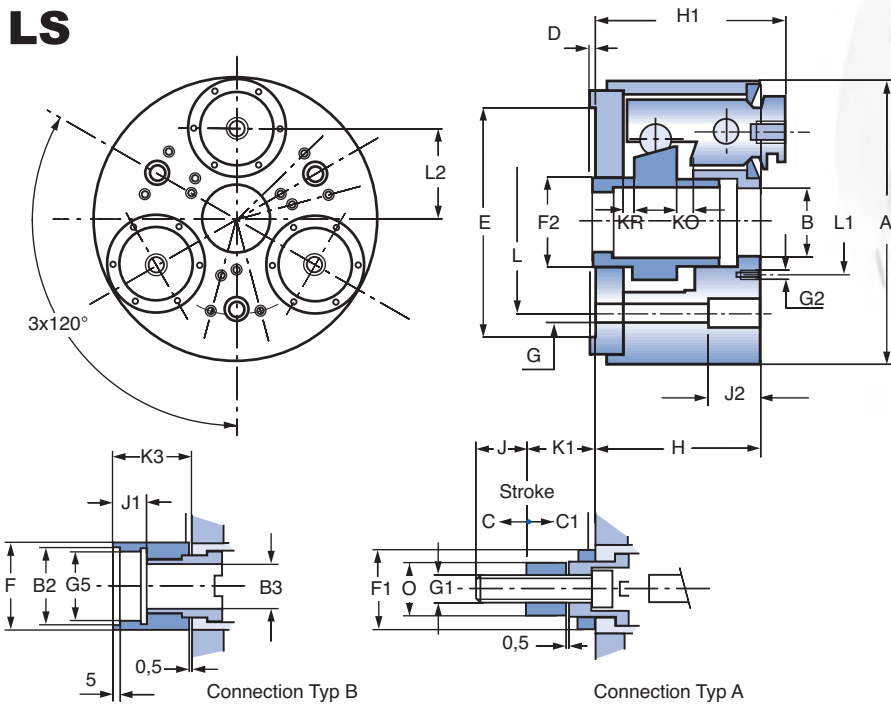 LS
H1
D
L2
E
F2
KR
KO
B
L1
A
L
G2
3x120°
G
J2
K3
J
K1
H
J1
Stroke
C
C1
F
B2
G5
B3
F1
O
G1
0,5
0,5
5
Connection Typ B
Connection Typ A